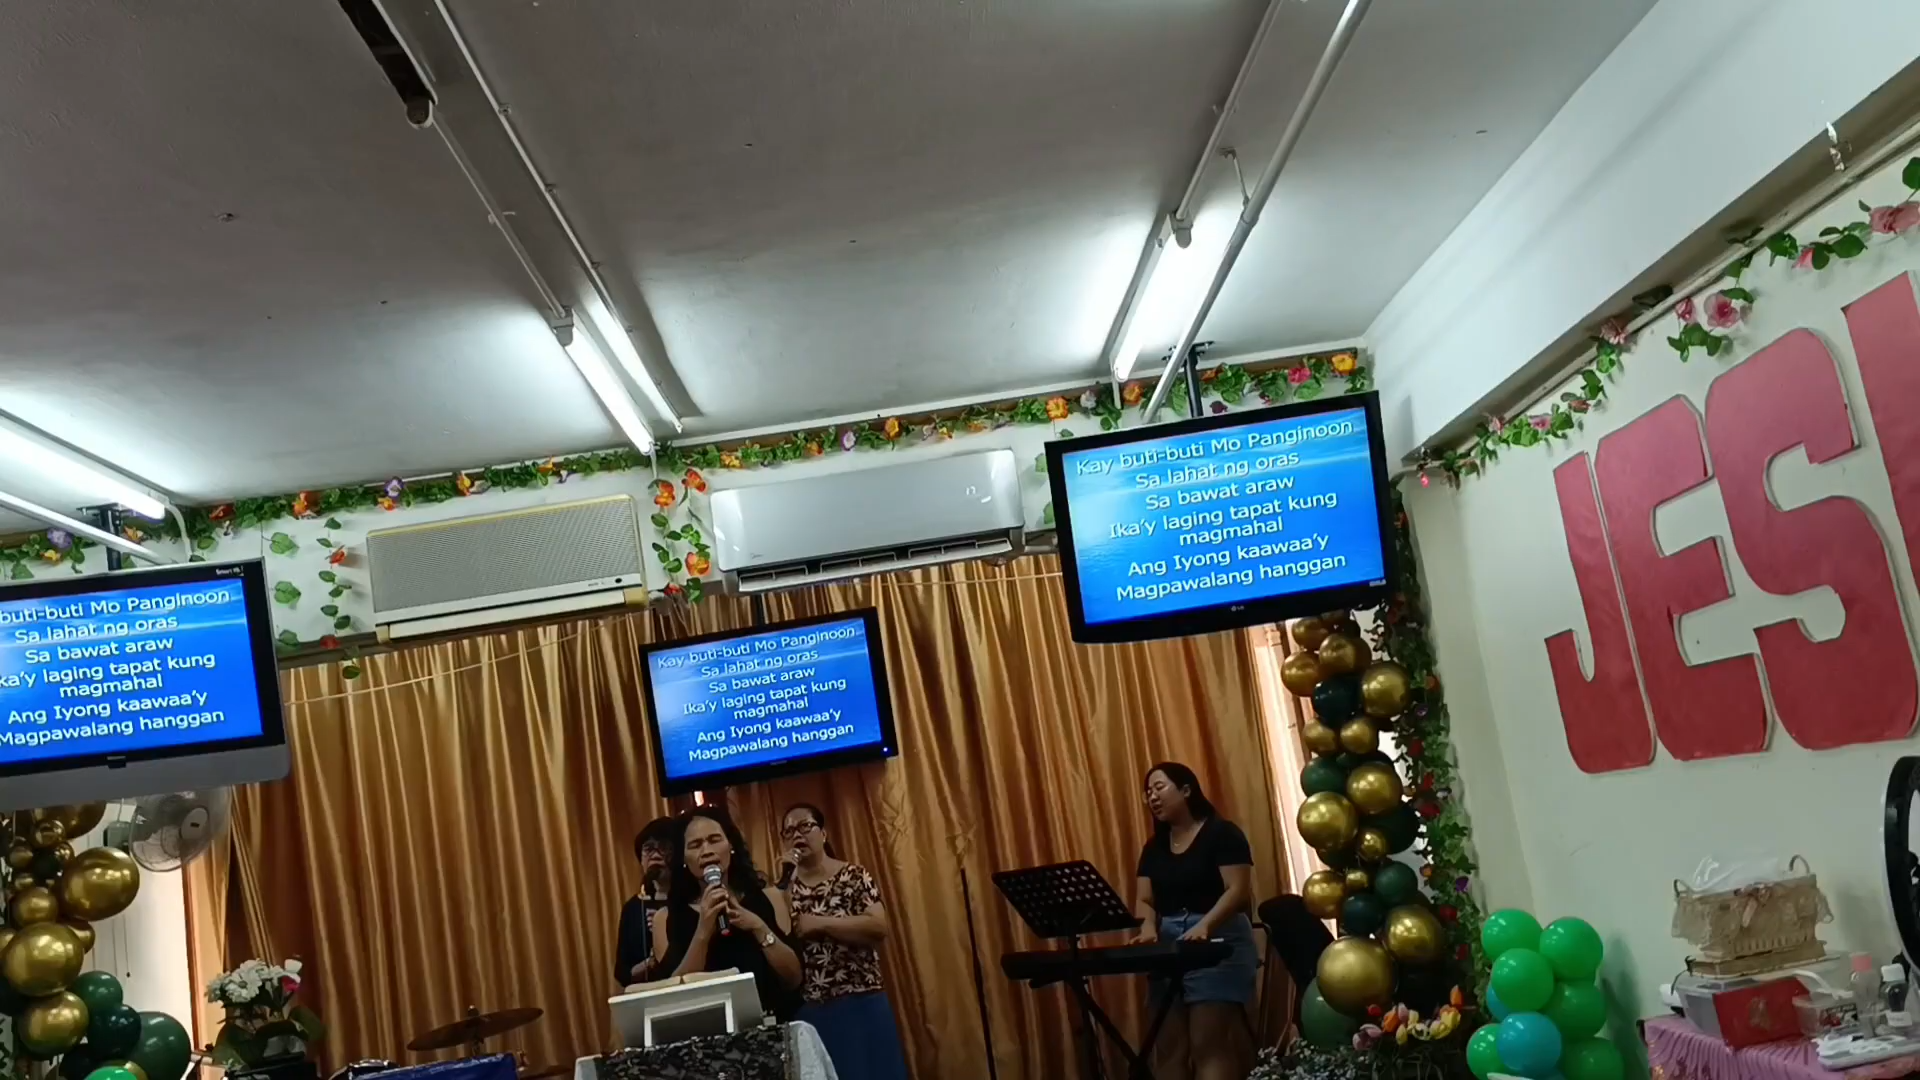 buti-buti Mo Panginoon
Sa lahat ng oras
Sa bawat araw
ka'y laging tapat kung
magmahal
Ang Iyong kaawaa'y
Magpawalang hanggan
Kay buti-buti Mo Panginoon
Sa lahat ng oras
Sa bawat araw
Ika'y laging tapat kung
magmahal
Ang Iyong kaawaa'y
Magpawalang hanggan
Kay buti-buti Mo Panginoon
Sa lahat ng oras
Sa bawat araw
Ika'y laging tapat kung
magmahal
Ang Iyong kaawaa'y
Magpawalang hanggan
LG
JESU